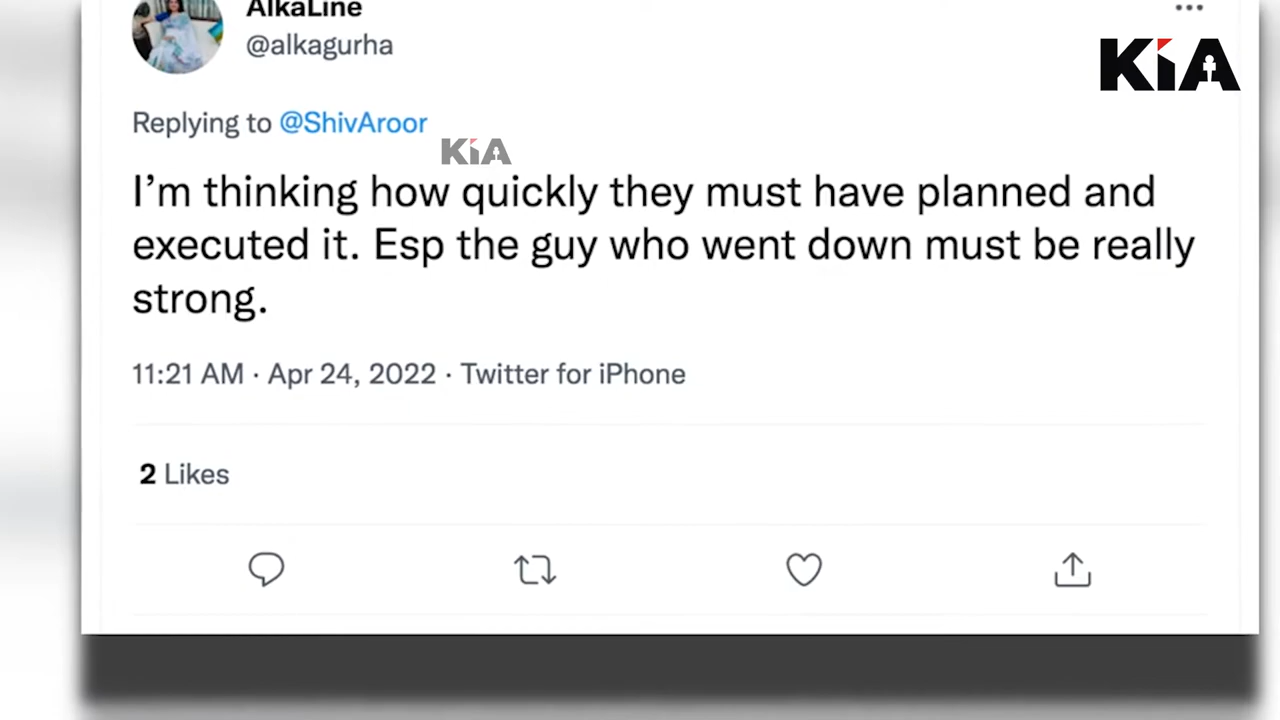 AlkaLine
@alkagurha
KiA
Replying to @ShivAroor
KiA
I'm thinking how quickly they must have planned and
executed it. Esp the guy who went down must be really
strong.
11:21 AM · Apr 24, 2022 · Twitter for iPhone
2 Likes